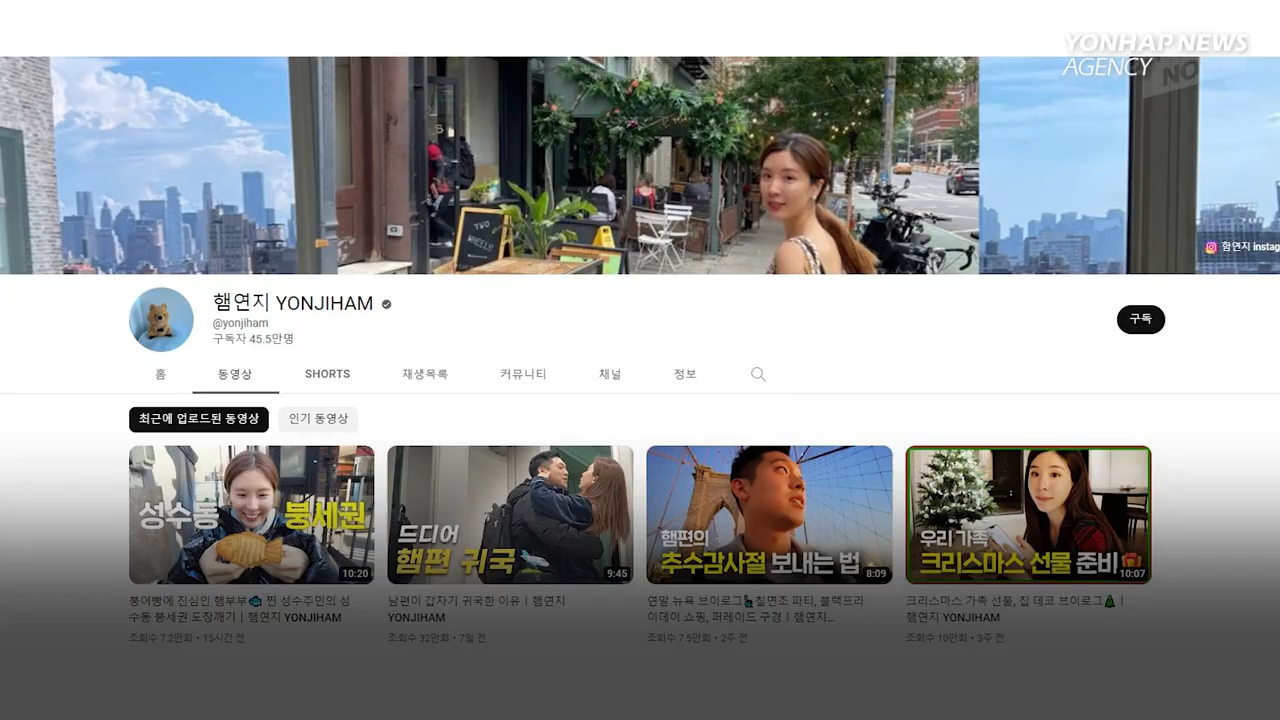 YONHAP NEWS
AGENCY
NO
TWO
WHEELS
함연지 instag
햄연지 YONJIHAM
@yonjiham
구독자 45.5만명
구독
홈 동영상 SHORTS 재생목록 커뮤니티 채널 정보
최근에 업로드된 동영상 인기 동영상
성수동 붕세권
10:20
드디어
햄편 귀국
9:45
햄편의
추수감사절 보내는 법
8:09
우리 가족
크리스마스 선물 준비
10:07
붕어빵에 진심인 햄부부🐟 찐 성수주민의 성
수동 붕세권 도장깨기ㅣ햄연지 YONJIHAM
조회수 7.2만회 • 15시간 전
남편이 갑자기 귀국한 이유ㅣ햄연지
YONJIHAM
조회수 32만회 • 7일 전
연말 뉴욕 브이로그🗽칠면조 파티, 블랙프라
이데이 쇼핑, 퍼레이드 구경ㅣ햄연지...
조회수 7.5만회 • 2주 전
크리스마스 가족 선물, 집 데코 브이로그🎄ㅣ
햄연지 YONJIHAM
조회수 10만회 • 3주 전